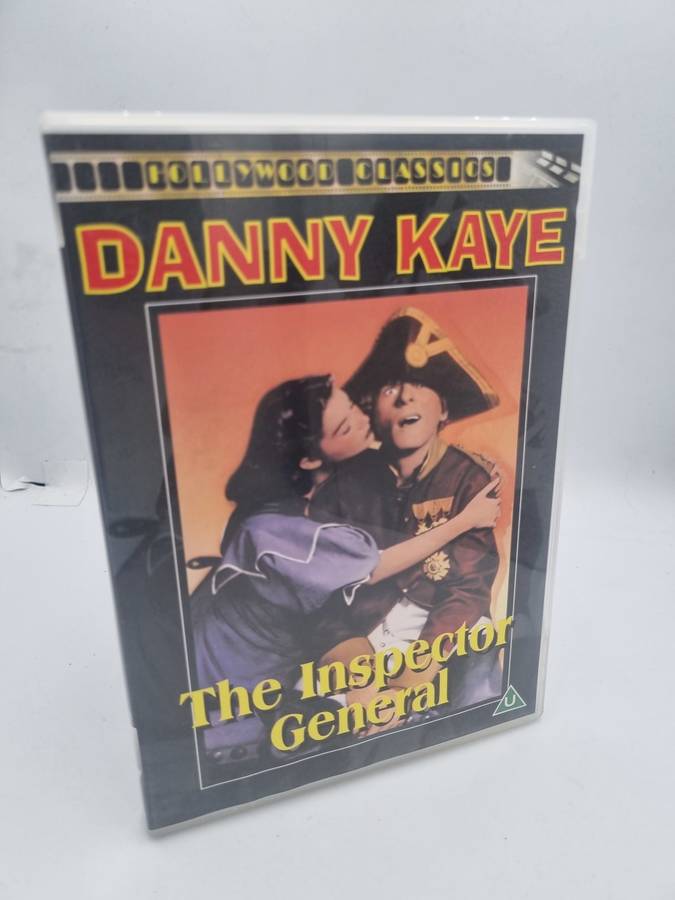 HOLLYWOOD CLASSICS
DANNY KAYE
The Inspector
General
U